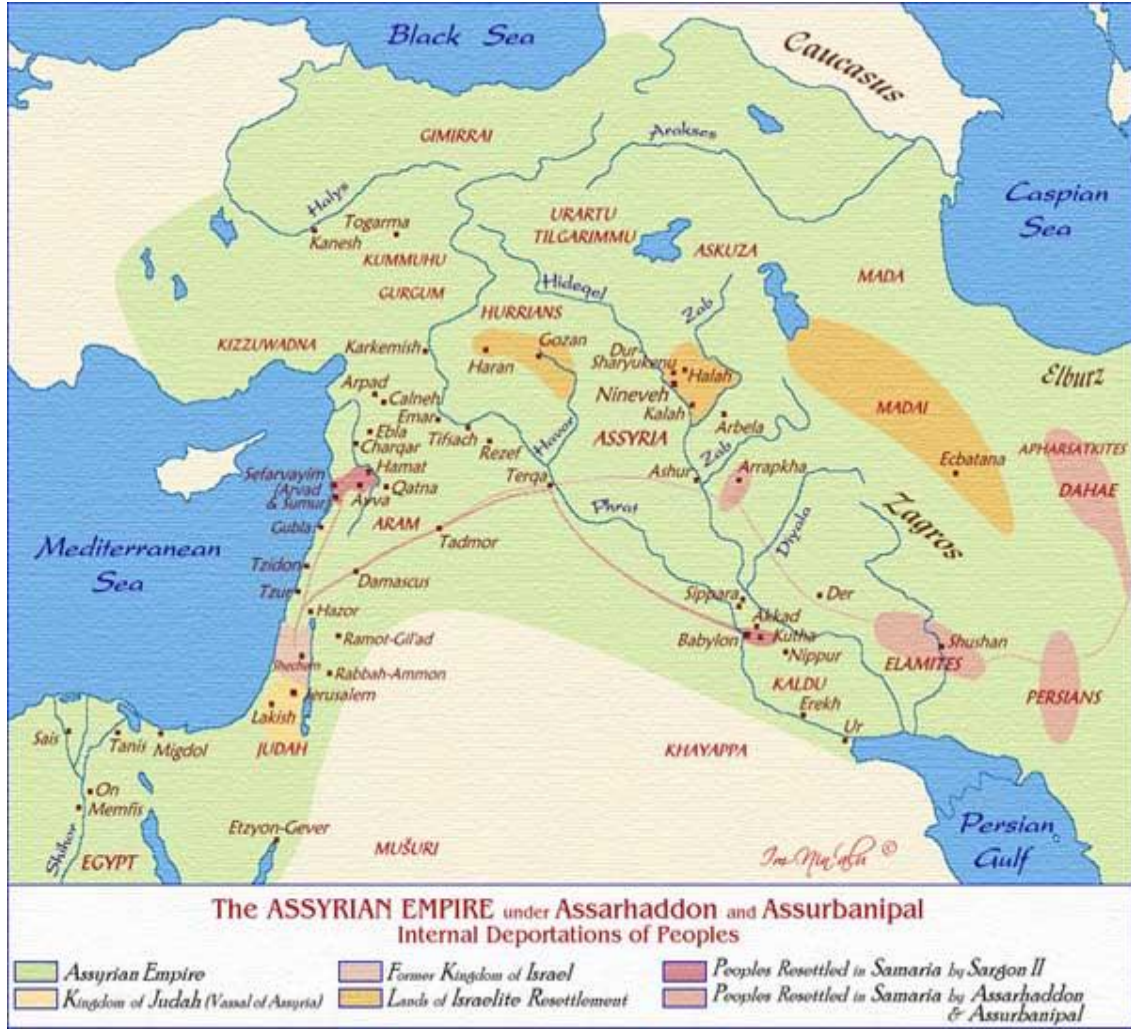 Black Sea
Caucasus
GIMIRRAI
Arakses
Halys
Caspian
Sea
Togarma
Kanesh
URARTU
TILGARIMMU
ASKUZA
KUMMUHU
MADA
GURGUM
Hideqel
Zab
HURRIANS
Gozan
KIZZUWADNA
Karkemish
Haran
Dur-
Sharyukenu
Halah
Elburz
Nineveh
Arpad
Calneh
Kalah
MADAI
Emar
Arbela
Ebla
Tifsach
Havor
ASSYRIA
Charqar
Rezef
Zab
APHARSATKITES
Hamat
Sefarvayim
(Arvad
& Sumur)
Terqa
Ashur
Arrapkha
Ecbatana
DAHAE
Ayva
Qatna
Phrat
Zagros
Gubla
ARAM
Tadmor
Diyala
Mediterranean
Sea
Tzidon
Damascus
Tzur
Sippara
Der
Hazor
Akkad
Ramot-Gil'ad
Babylon
Kutha
Shushan
Shechem
Nippur
ELAMITES
Rabbah-Ammon
KALDU
PERSIANS
Jerusalem
Lakish
Erekh
Sais
Tanis
Migdol
JUDAH
KHAYAPPA
Ur
On
Memfis
Etzyon-Gever
Persian
Gulf
Shihor
EGYPT
MUŠURI
Im Nin'alu ©
The ASSYRIAN EMPIRE under Assarhaddon and Assurbanipal
Internal Deportations of Peoples
Assyrian Empire
Former Kingdom of Israel
Peoples Resettled in Samaria by Sargon II
Kingdom of Judah (Vassal of Assyria)
Lands of Israelite Resettlement
Peoples Resettled in Samaria by Assarhaddon
& Assurbanipal